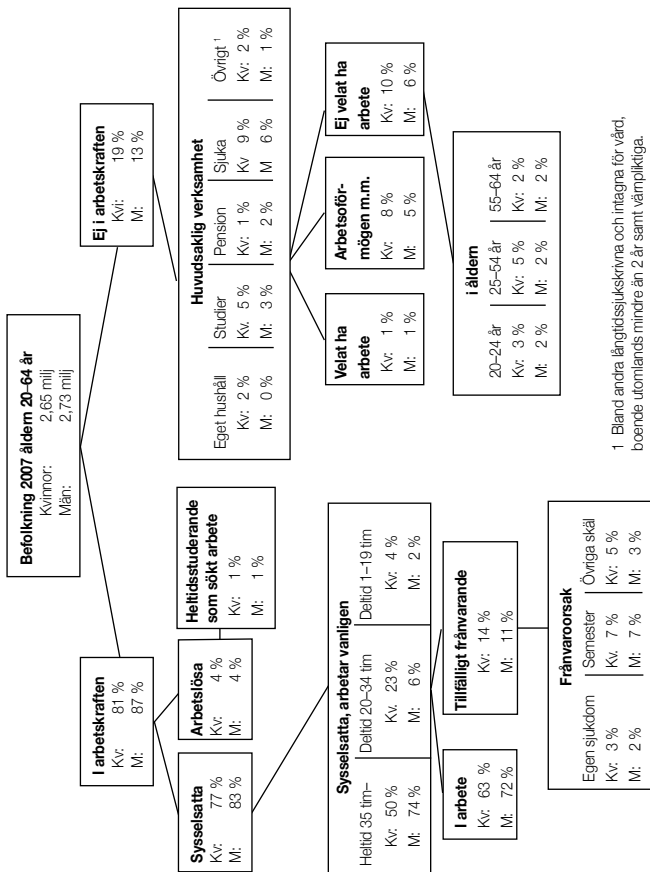 Befolkning 2007 åldern 20–64 år
Kvinnor: 2,65 milj
Män: 2,73 milj
I arbetskraften
Kv: 81 %
M: 87 %
Ej i arbetskraften
Kvi: 19 %
M: 13 %
Sysselsatta
Kv: 77 %
M: 83 %
Arbetslösa
Kv: 4 %
M: 4 %
Heltidsstuderande
som sökt arbete
Kv: 1 %
M: 1 %
Huvudsaklig verksamhet
Eget hushåll
Kv: 2 %
M: 0 %
Studier
Kv. 5 %
M: 3 %
Pension
Kv: 1 %
M: 2 %
Sjuka
Kv 9 %
M 6 %
Övrigt 1
Kv: 2 %
M: 1 %
Sysselsatta, arbetar vanligen
Heltid 35 tim–
Kv: 50 %
M: 74 %
Deltid 20–34 tim
Kv. 23 %
M: 6 %
Deltid 1–19 tim
Kv: 4 %
M: 2 %
Velat ha
arbete
Kv: 1 %
M: 1 %
Arbetsoför-
mögen m.m.
Kv: 8 %
M: 5 %
Ej velat ha
arbete
Kv: 10 %
M: 6 %
I arbete
Kv: 63 %
M: 72 %
Tillfälligt frånvarande
Kv: 14 %
M: 11 %
i åldern
20–24 år
Kv: 3 %
M: 2 %
25–54 år
Kv: 5 %
M: 2 %
55–64 år
Kv: 2 %
M: 2 %
Frånvaroorsak
Egen sjukdom
Kv: 3 %
M: 2 %
Semester
Kv. 7 %
M: 7 %
Övriga skäl
Kv: 5 %
M: 3 %
1 Bland andra långtidssjukskrivna och intagna för vård,
boende utomlands mindre än 2 år samt värnpliktiga.